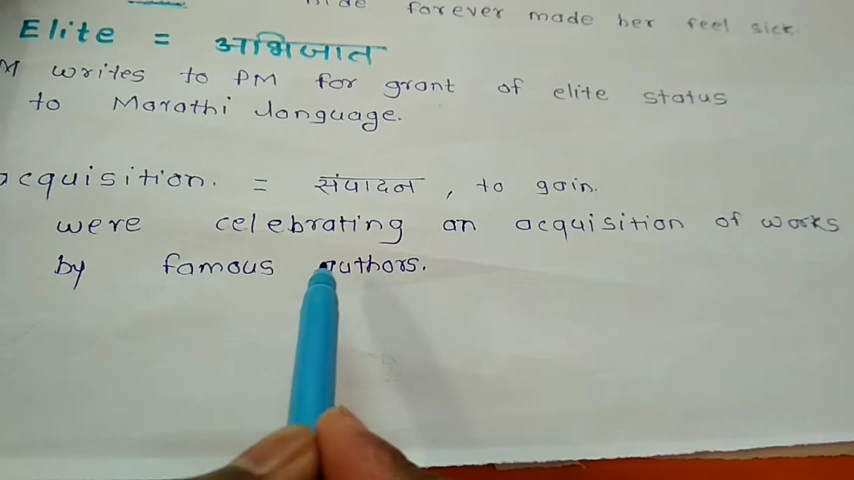 forever made her feel sick.
Elite = अभिजात
M writes to PM for grant of elite status
to Marathi language.
acquisition. = संपादन, to gain.
were celebrating an acquisition of works
by famous authors.